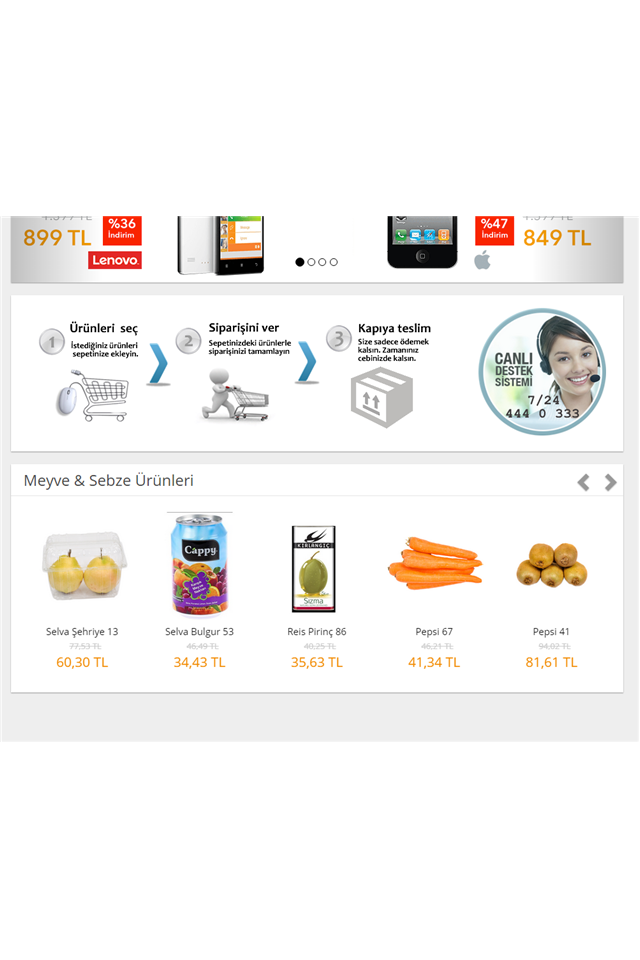 %36
İndirim
899 TL
Lenovo.
%47
İndirim
849 TL
Ürünleri seç
1
İstediğiniz ürünleri
sepetinize ekleyin.
Siparişini ver
2
Sepetinizdeki ürünlerle
siparişinizi tamamlayın
Kapıya teslim
3
Size sadece ödemek
kalsın. Zamanınız
cebinizde kalsın.
CANLI
DESTEK
SİSTEMİ
7/24
444 0 333
Meyve & Sebze Ürünleri
Cappy
KIRLANGIÇ
Sızma
Selva Şehriye 13
Selva Bulgur 53
Reis Pirinç 86
Pepsi 67
Pepsi 41
77,53 TL
46,49 TL
40,25 TL
46,21 TL
94,02 TL
60,30 TL
34,43 TL
35,63 TL
41,34 TL
81,61 TL